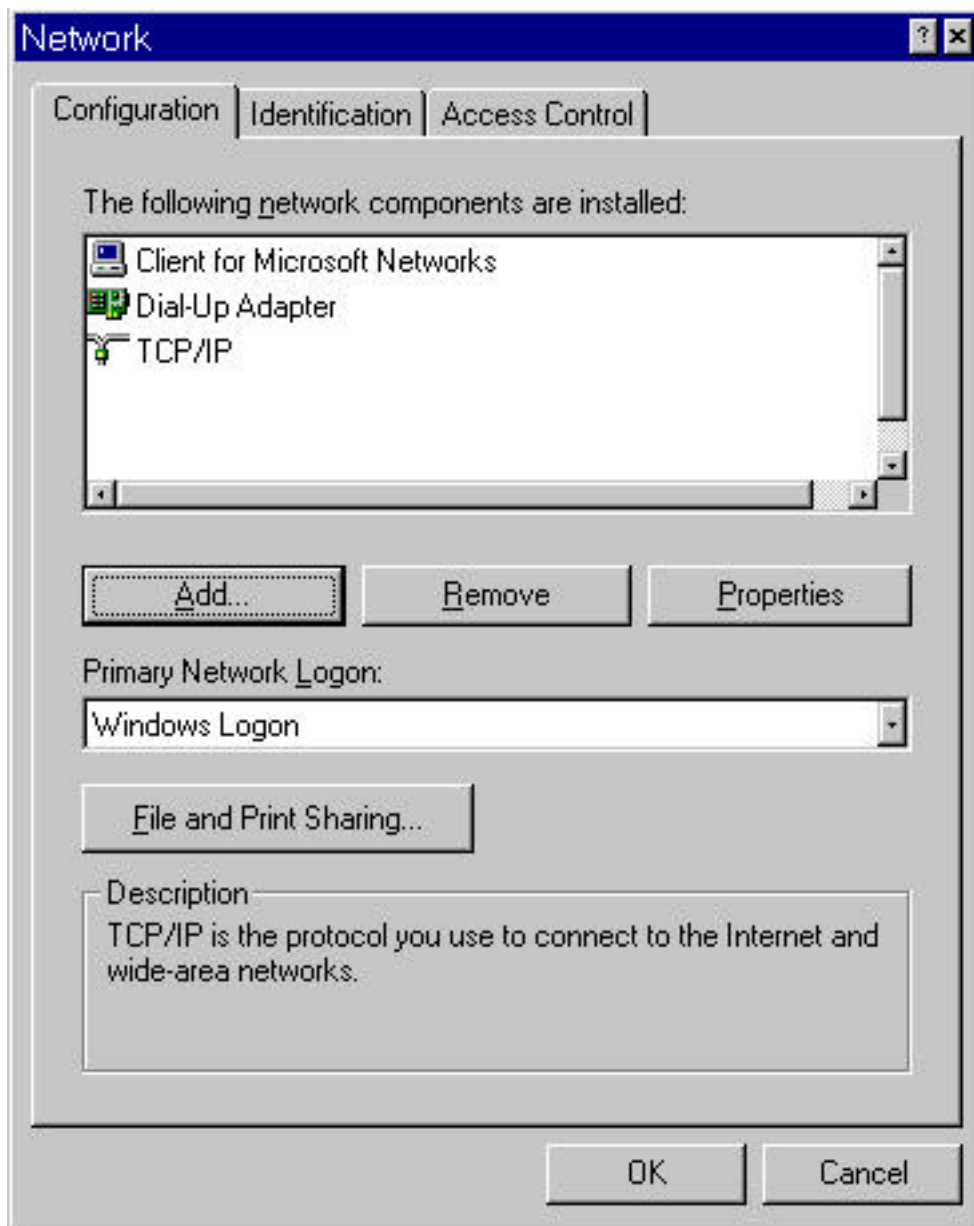 Network
Configuration
Identification
Access Control
The following network components are installed:
Client for Microsoft Networks
Dial-Up Adapter
TCP/IP
Add...
Remove
Properties
Primary Network Logon:
Windows Logon
File and Print Sharing...
Description
TCP/IP is the protocol you use to connect to the Internet and
wide-area networks.
OK
Cancel